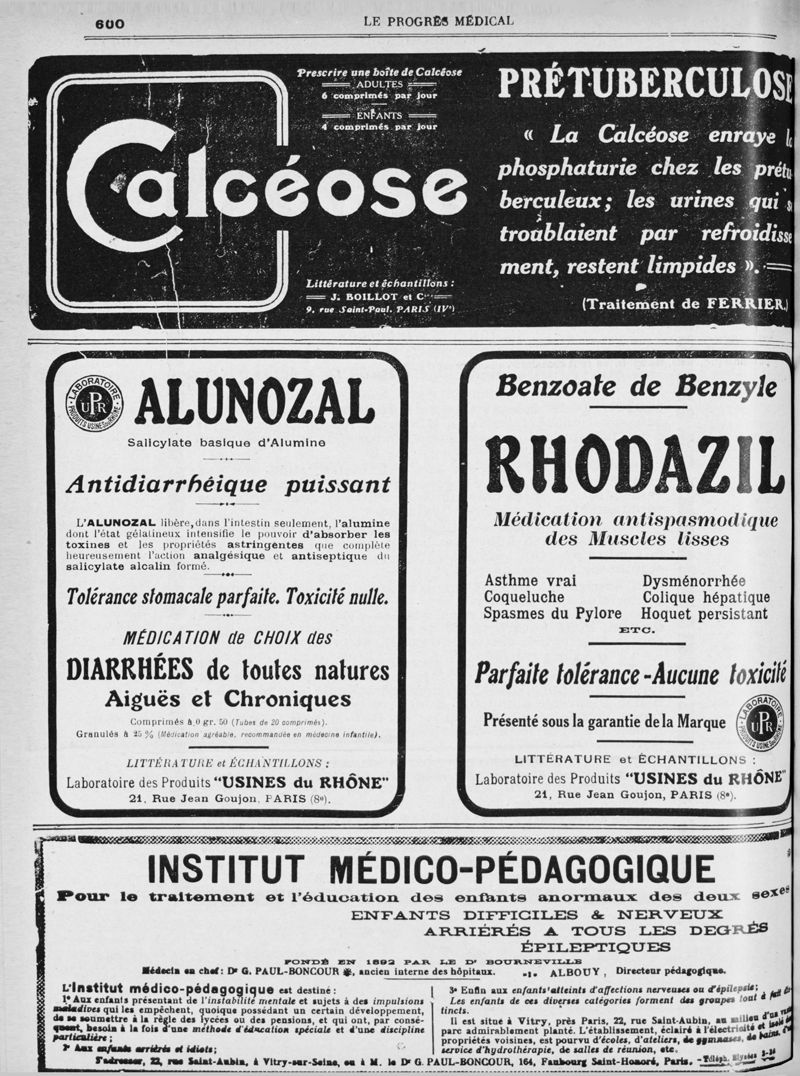 600
LE PROGRÈS MÉDICAL
Calcéose
Prescrire une boîte de Calcéose
ADULTES
6 comprimés par jour
ENFANTS
4 comprimés par jour
Littérature et échantillons :
J. BOILLOT et Cie
9, rue Saint-Paul. PARIS (IVe)
PRÉTUBERCULOSE
« La Calcéose enraye la
phosphaturie chez les prétu
berculeux; les urines qui s
troublaient par refroidisse
ment, restent limpides ».
(Traitement de FERRIER)
LABORATOIRE
UPR
PRODUITS USINES du RHÔNE
ALUNOZAL
Salicylate basique d'Alumine
Antidiarrhéique puissant
L'ALUNOZAL libère, dans l'intestin seulement, l'alumine
dont l'état gélatineux intensifie le pouvoir d'absorber les
toxines et les propriétés astringentes que complète
heureusement l'action analgésique et antiseptique du
salicylate alcalin formé.
Tolérance stomacale parfaite. Toxicité nulle.
MÉDICATION de CHOIX des
DIARRHÉES de toutes natures
Aiguës et Chroniques
Comprimés à 0 gr. 50 (Tubes de 20 comprimés).
Granulés à 25 % (Médication agréable, recommandée en médecine infantile).
LITTÉRATURE et ÉCHANTILLONS :
Laboratoire des Produits "USINES du RHÔNE"
21, Rue Jean Goujon, PARIS (8e).
Benzoate de Benzyle
RHODAZIL
Médication antispasmodique
des Muscles lisses
Asthme vrai Dysménorrhée
Coqueluche Colique hépatique
Spasmes du Pylore Hoquet persistant
ETC.
Parfaite tolérance - Aucune toxicité
Présenté sous la garantie de la Marque
LABORATOIRE
UPR
PRODUITS USINES du RHÔNE
LITTÉRATURE et ÉCHANTILLONS :
Laboratoire des Produits "USINES du RHÔNE"
21, Rue Jean Goujon, PARIS (8e).
INSTITUT MÉDICO-PÉDAGOGIQUE
Pour le traitement et l'éducation des enfants anormaux des deux sexes
ENFANTS DIFFICILES & NERVEUX
ARRIÉRÉS A TOUS LES DEGRÉS
ÉPILEPTIQUES
FONDÉ EN 1892 PAR LE Dr BOURNEVILLE
Médecin en chef: Dr G. PAUL-BONCOUR, ancien interne des hôpitaux. ALBOUY, Directeur pédagogique.
L'Institut médico-pédagogique est destiné :
1e Aux enfants présentant de l'instabilité mentale et sujets à des impulsions
maladives qui les empêchent, quoique possédant un certain développement,
de se soumettre à la règle des lycées ou des pensions, et qui ont, par consé-
quent, besoin à la fois d'une méthode d'éducation spéciale et d'une discipline
particulière ;
2e Aux enfants arriérés et idiots;
3e Enfin aux enfants atteints d'affections nerveuses ou d'épilepsie;
Les enfants de ces diverses catégories forment des groupes tout à fait dis-
tincts.
Il est situé à Vitry, près Paris, 22, rue Saint-Aubin, au milieu d'un
parc admirablement planté. L'établissement, éclairé à l'électricité et isolé
propriétés voisines, est pourvu d'écoles, d'ateliers, de gymnases, de bains,
service d'hydrothérapie, de salles de réunion, etc.
S'adresser, 22, rue Saint-Aubin, à Vitry-sur-Seine, ou à M. le Dr G. PAUL-BONCOUR, 164, Faubourg Saint-Honoré, Paris. - Téléph. Elysées